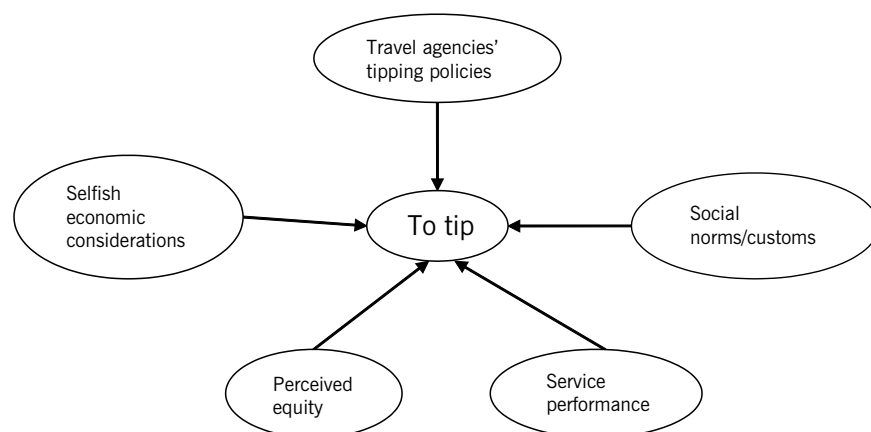 Travel agencies’
tipping policies
Selfish
economic
considerations
To tip
Social
norms/customs
Perceived
equity
Service
performance